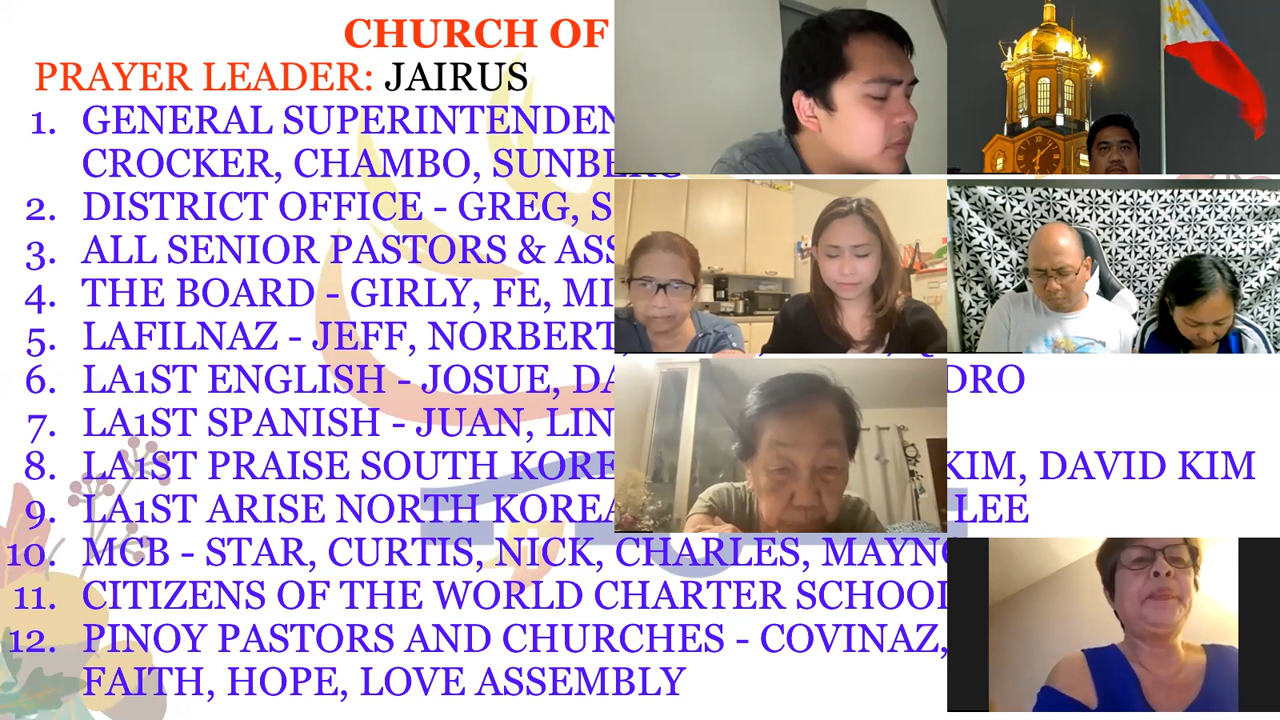 CHURCH OF
PRAYER LEADER: JAIRUS
1. GENERAL SUPERINTENDEN
CROCKER, CHAMBO, SUNBERG
2. DISTRICT OFFICE - GREG, S
3. ALL SENIOR PASTORS & ASS
4. THE BOARD - GIRLY, FE, MI
5. LAFILNAZ - JEFF, NORBERT,
6. LA1ST ENGLISH - JOSUE, DA DRO
7. LA1ST SPANISH - JUAN, LIN
8. LA1ST PRAISE SOUTH KORE KIM, DAVID KIM
9. LA1ST ARISE NORTH KOREA LEE
10. MCB - STAR, CURTIS, NICK, CHARLES, MAYN
11. CITIZENS OF THE WORLD CHARTER SCHOOL
12. PINOY PASTORS AND CHURCHES - COVINAZ,
FAITH, HOPE, LOVE ASSEMBLY